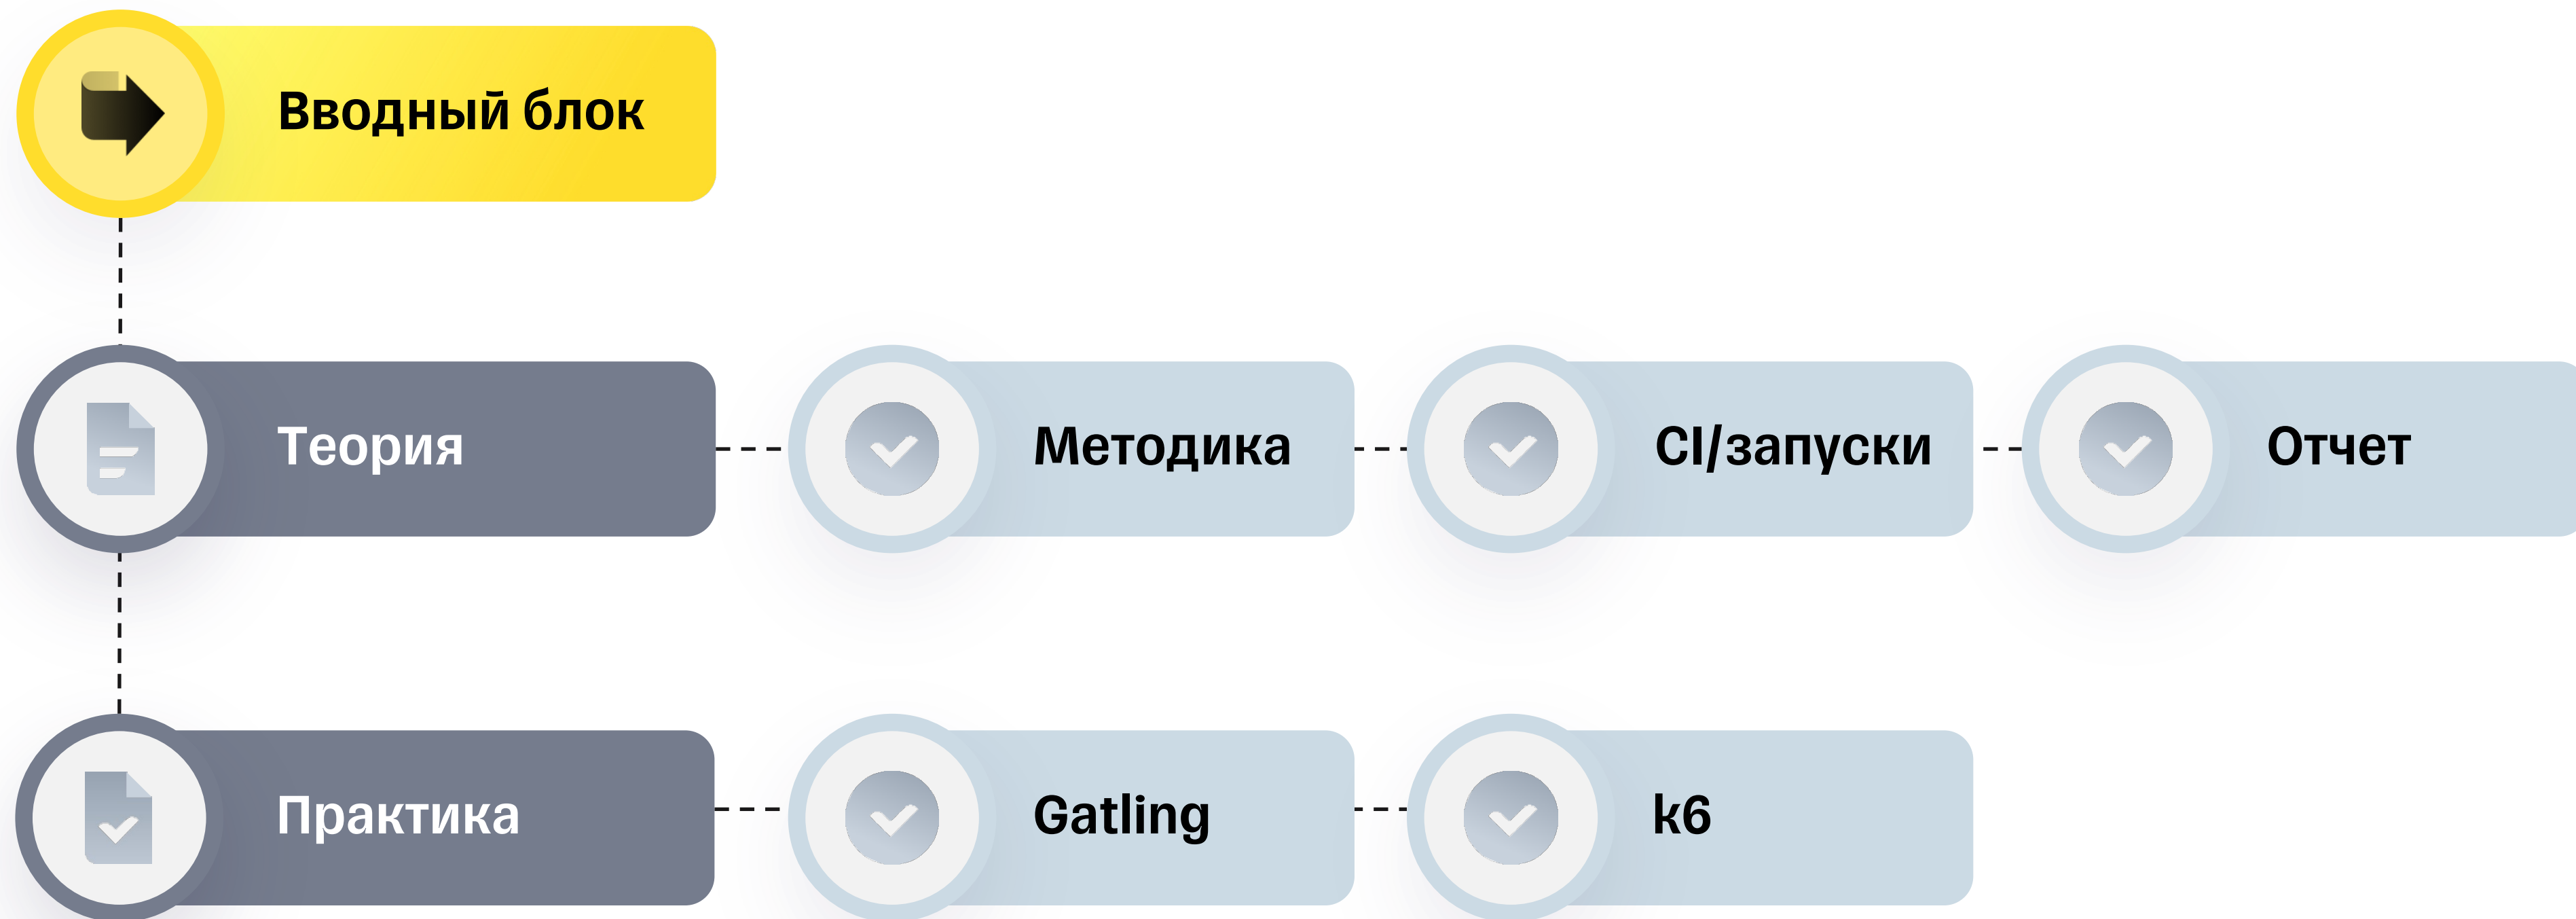 Вводный блок
Теория
Методика
CI/запуски
Отчет
Практика
Gatling
k6